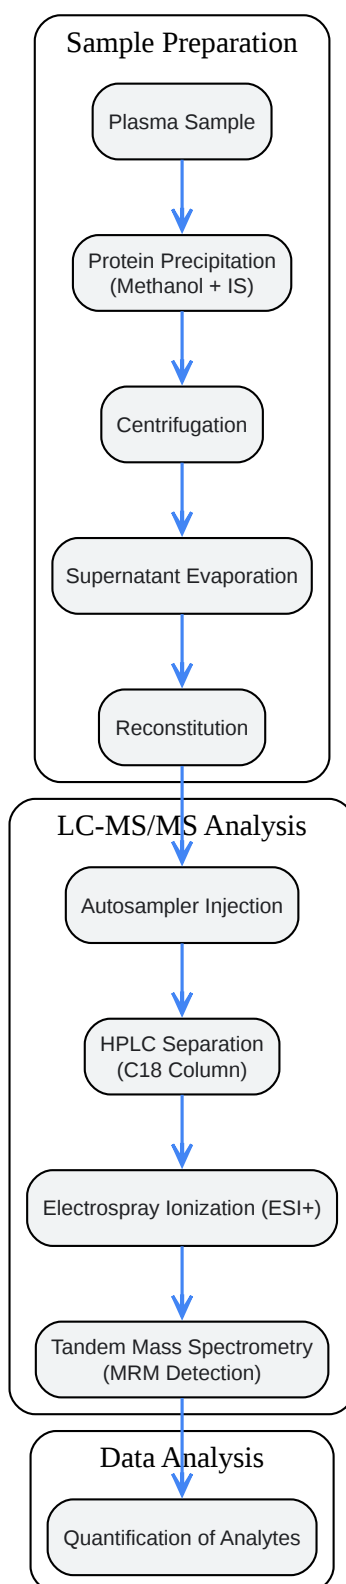 Sample Preparation
Plasma Sample
Protein Precipitation
(Methanol + IS)
Centrifugation
Supernatant Evaporation
Reconstitution
LC-MS/MS Analysis
Autosampler Injection
HPLC Separation
(C18 Column)
Electrospray Ionization (ESI+)
Tandem Mass Spectrometry
(MRM Detection)
Data Analysis
Quantification of Analytes